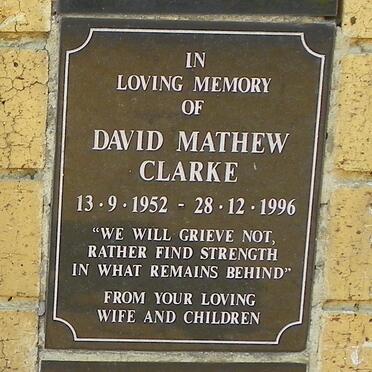 IN
LOVING MEMORY
OF
DAVID MATHEW
CLARKE
13·9·1952 - 28·12·1996
“WE WILL GRIEVE NOT,
RATHER FIND STRENGTH
IN WHAT REMAINS BEHIND”
FROM YOUR LOVING
WIFE AND CHILDREN